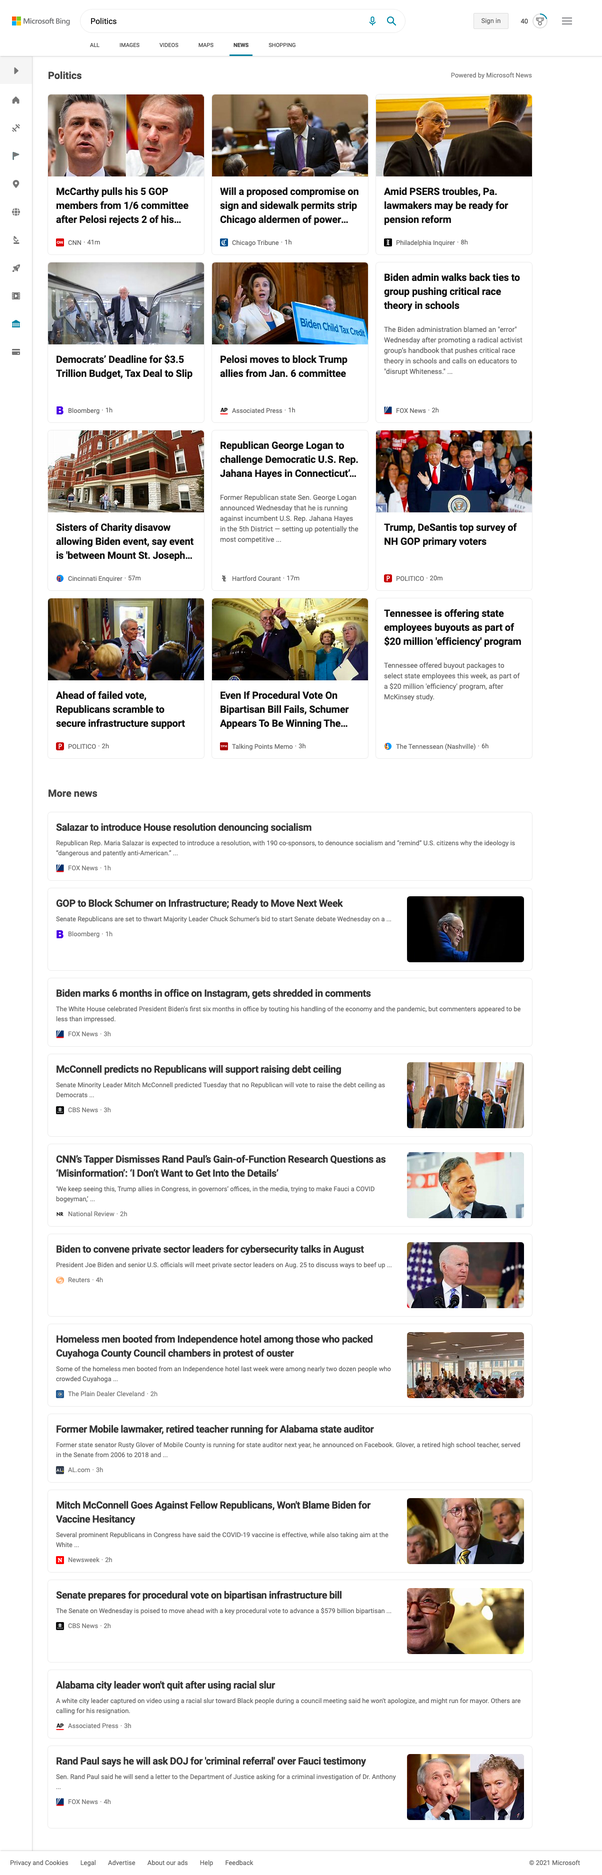 Microsoft Bing
Politics
Sign in
40
ALL
IMAGES
VIDEOS
MAPS
NEWS
SHOPPING
Politics
Powered by Microsoft News
McCarthy pulls his 5 GOP
members from 1/6 committee
after Pelosi rejects 2 of his...
CNN · 41m
Will a proposed compromise on
sign and sidewalk permits strip
Chicago aldermen of power...
Chicago Tribune · 1h
Amid PSERS troubles, Pa.
lawmakers may be ready for
pension reform
Philadelphia Inquirer · 8h
Democrats' Deadline for $3.5
Trillion Budget, Tax Deal to Slip
Bloomberg · 1h
Biden Child Tax Credit
Pelosi moves to block Trump
allies from Jan. 6 committee
Associated Press · 1h
Biden admin walks back ties to
group pushing critical race
theory in schools
The Biden administration blamed an "error"
Wednesday after promoting a radical activist
group's handbook that pushes critical race
theory in schools and calls on educators to
"disrupt Whiteness." ...
FOX News · 2h
Sisters of Charity disavow
allowing Biden event, say event
is 'between Mount St. Joseph...
Cincinnati Enquirer · 57m
Republican George Logan to
challenge Democratic U.S. Rep.
Jahana Hayes in Connecticut'...
Former Republican state Sen. George Logan
announced Wednesday that he is running
against incumbent U.S. Rep. Jahana Hayes
in the 5th District — setting up potentially the
most competitive ...
Hartford Courant · 17m
Trump, DeSantis top survey of
NH GOP primary voters
POLITICO · 20m
Ahead of failed vote,
Republicans scramble to
secure infrastructure support
POLITICO · 2h
Even If Procedural Vote On
Bipartisan Bill Fails, Schumer
Appears To Be Winning The...
Talking Points Memo · 3h
Tennessee is offering state
employees buyouts as part of
$20 million 'efficiency' program
Tennessee offered buyout packages to
select state employees this week, as part of
a $20 million 'efficiency' program, after
McKinsey study.
The Tennessean (Nashville) · 6h
More news
Salazar to introduce House resolution denouncing socialism
Republican Rep. Maria Salazar is expected to introduce a resolution, with 190 co-sponsors, to denounce socialism and "remind" U.S. citizens why the ideology is
"dangerous and patently anti-American." ...
FOX News · 1h
GOP to Block Schumer on Infrastructure; Ready to Move Next Week
Senate Republicans are set to thwart Majority Leader Chuck Schumer's bid to start Senate debate Wednesday on a ...
Bloomberg · 1h
Biden marks 6 months in office on Instagram, gets shredded in comments
The White House celebrated President Biden's first six months in office by touting his handling of the economy and the pandemic, but commenters appeared to be
less than impressed.
FOX News · 3h
McConnell predicts no Republicans will support raising debt ceiling
Senate Minority Leader Mitch McConnell predicted Tuesday that no Republican will vote to raise the debt ceiling as
Democrats ...
CBS News · 3h
CNN's Tapper Dismisses Rand Paul's Gain-of-Function Research Questions as
'Misinformation': 'I Don't Want to Get Into the Details'
'We keep seeing this, Trump allies in Congress, in governors' offices, in the media, trying to make Fauci a COVID
bogeyman,' ...
National Review · 2h
Biden to convene private sector leaders for cybersecurity talks in August
President Joe Biden and senior U.S. officials will meet private sector leaders on Aug. 25 to discuss ways to beef up ...
Reuters · 4h
Homeless men booted from Independence hotel among those who packed
Cuyahoga County Council chambers in protest of ouster
Some of the homeless men booted from an Independence hotel last week were among nearly two dozen people who
crowded Cuyahoga ...
The Plain Dealer Cleveland · 2h
Former Mobile lawmaker, retired teacher running for Alabama state auditor
Former state senator Rusty Glover of Mobile County is running for state auditor next year, he announced on Facebook. Glover, a retired high school teacher, served
in the Senate from 2006 to 2018 and ...
AL.com · 3h
Mitch McConnell Goes Against Fellow Republicans, Won't Blame Biden for
Vaccine Hesitancy
Several prominent Republicans in Congress have said the COVID-19 vaccine is effective, while also taking aim at the
White ...
Newsweek · 2h
Senate prepares for procedural vote on bipartisan infrastructure bill
The Senate on Wednesday is poised to move ahead with a key procedural vote to advance a $579 billion bipartisan ...
CBS News · 2h
Alabama city leader won't quit after using racial slur
A white city leader captured on video using a racial slur toward Black people during a council meeting said he won't apologize, and might run for mayor. Others are
calling for his resignation.
Associated Press · 3h
Rand Paul says he will ask DOJ for 'criminal referral' over Fauci testimony
Sen. Rand Paul said he will send a letter to the Department of Justice asking for a criminal investigation of Dr. Anthony
...
FOX News · 4h
Privacy and Cookies
Legal
Advertise
About our ads
Help
Feedback
© 2021 Microsoft